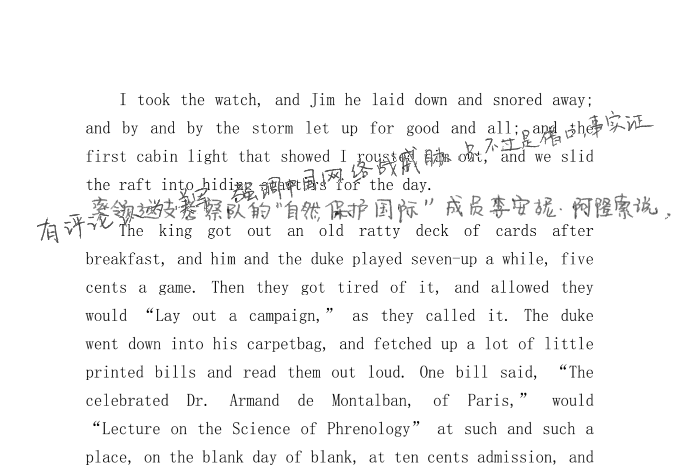 I took the watch, and Jim he laid down and snored away;
and by and by the storm let up for good and all; and the
first cabin light that showed I rousted him out, and we slid
the raft into hiding quarters for the day.
有评论认为 强调中国网络战威胁 只不过是借口 事实证
率领这支考察队的“自然保护国际”成员李安妮·阿隆索说,
The king got out an old ratty deck of cards after
breakfast, and him and the duke played seven-up a while, five
cents a game. Then they got tired of it, and allowed they
would “Lay out a campaign,” as they called it. The duke
went down into his carpetbag, and fetched up a lot of little
printed bills and read them out loud. One bill said, “The
celebrated Dr. Armand de Montalban, of Paris,” would
“Lecture on the Science of Phrenology” at such and such a
place, on the blank day of blank, at ten cents admission, and